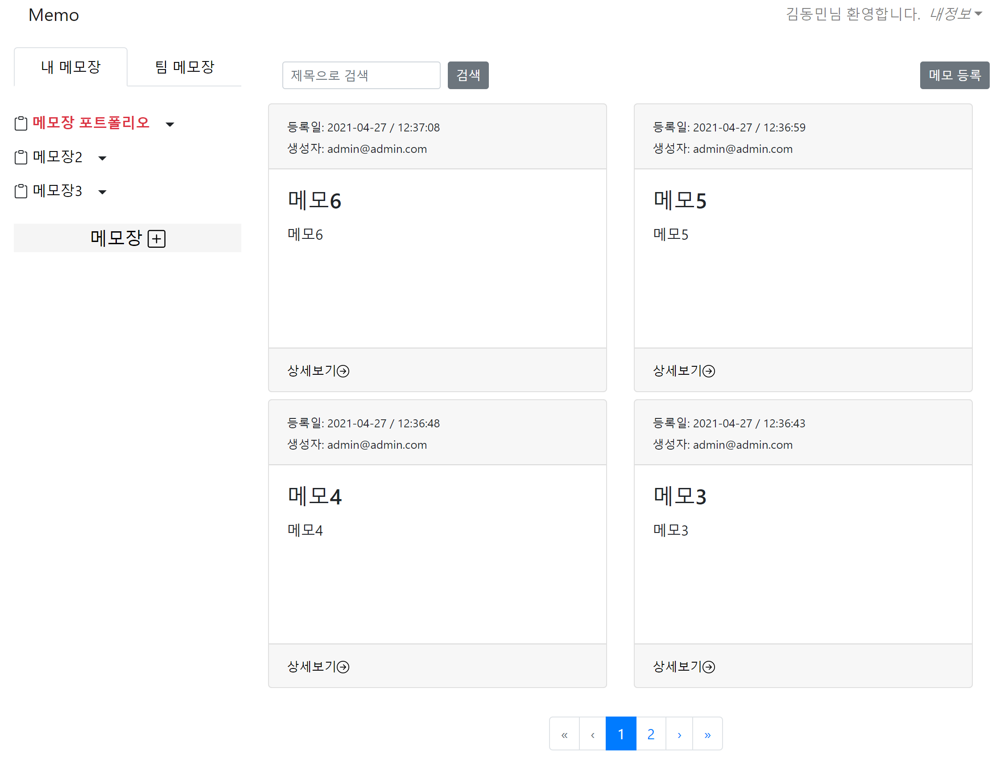 Memo
김동민님 환영합니다. 내정보
내 메모장
팀 메모장
메모장 포트폴리오
메모장2
메모장3
메모장
제목으로 검색
검색
메모 등록
등록일: 2021-04-27 / 12:37:08
생성자: admin@admin.com
메모6
메모6
상세보기
등록일: 2021-04-27 / 12:36:59
생성자: admin@admin.com
메모5
메모5
상세보기
등록일: 2021-04-27 / 12:36:48
생성자: admin@admin.com
메모4
메모4
상세보기
등록일: 2021-04-27 / 12:36:43
생성자: admin@admin.com
메모3
메모3
상세보기
« ‹ 1 2 › »